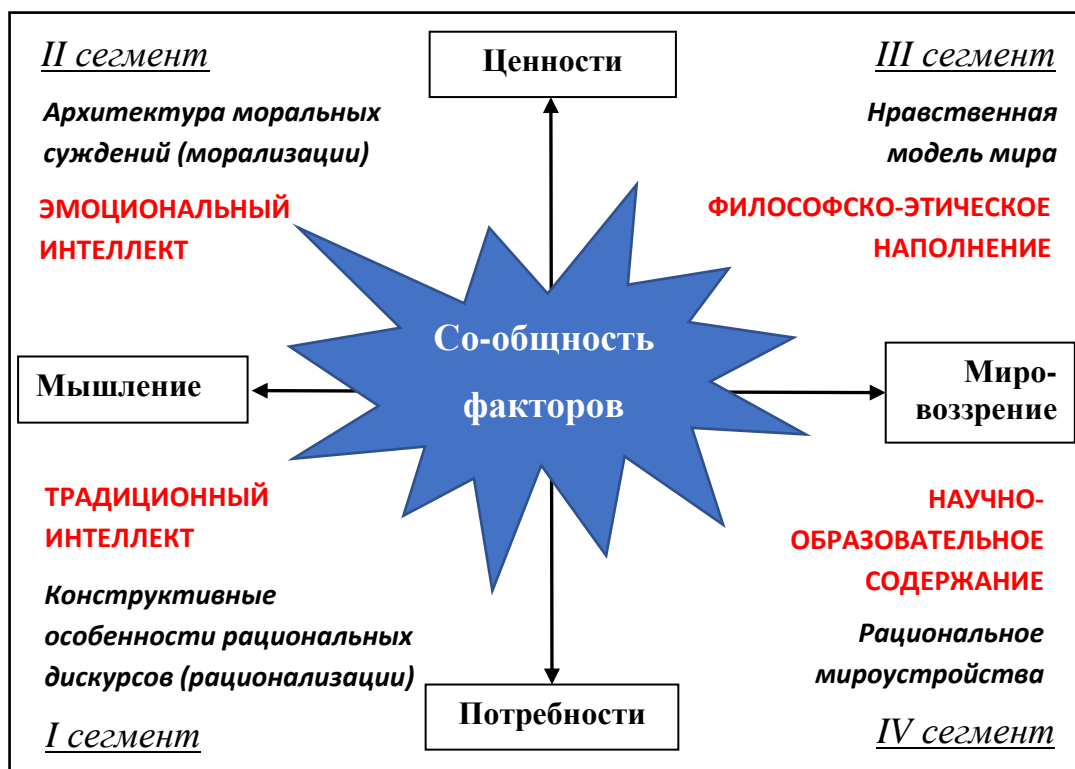 II сегмент
Ценности
III сегмент
Архитектура моральных
суждений (морализации)
Нравственная
модель мира
ЭМОЦИОНАЛЬНЫЙ
ИНТЕЛЛЕКТ
ФИЛОСОФСКО-ЭТИЧЕСКОЕ
НАПОЛНЕНИЕ
Со-общность
факторов
Мышление
Миро-
воззрение
ТРАДИЦИОННЫЙ
ИНТЕЛЛЕКТ
НАУЧНО-
ОБРАЗОВАТЕЛЬНОЕ
СОДЕРЖАНИЕ
Конструктивные
особенности рациональных
дискурсов (рационализации)
Рациональное
мироустройства
I сегмент
Потребности
IV сегмент